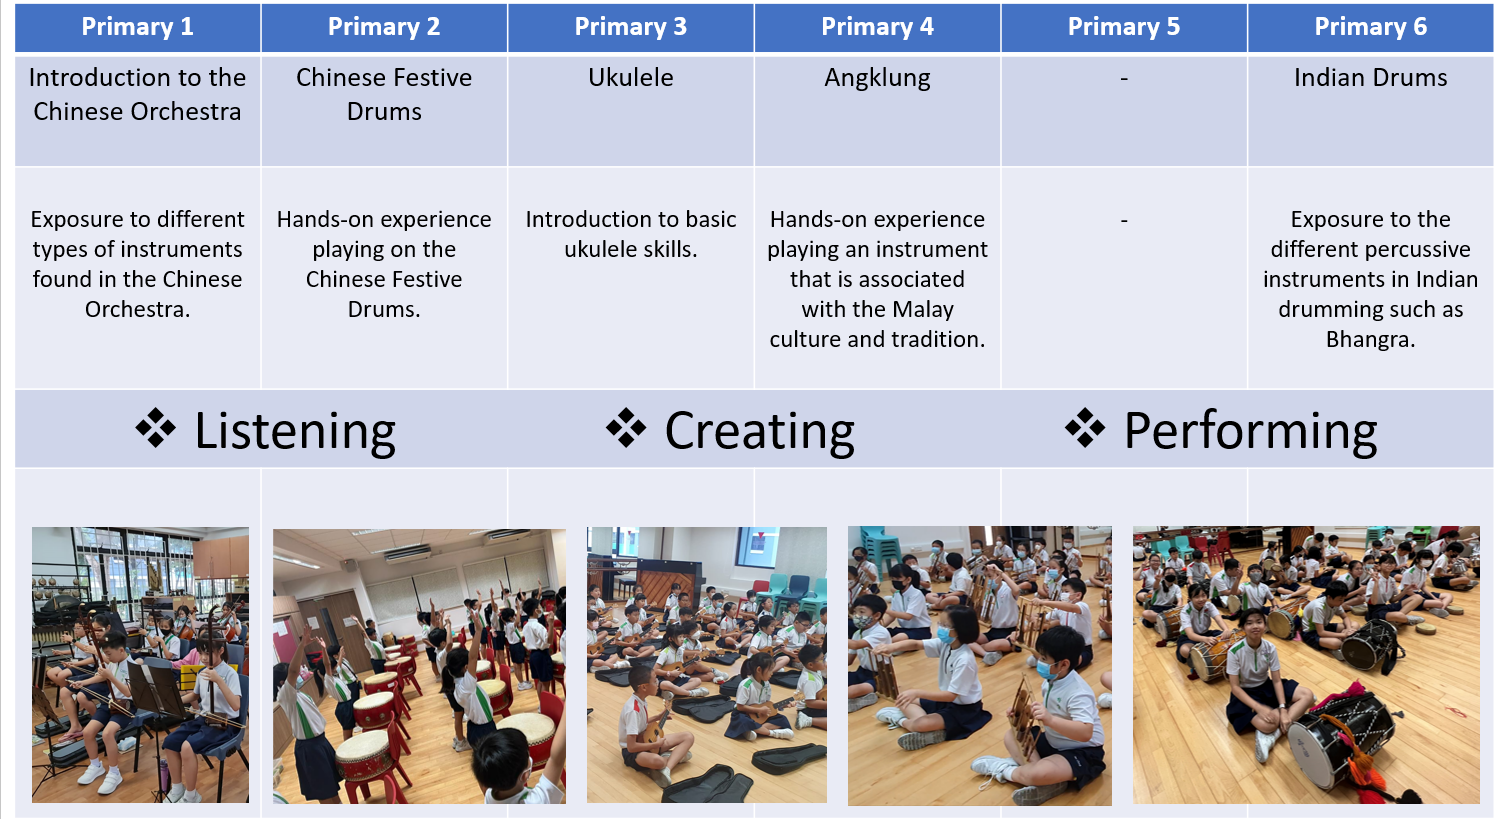 Primary 1
Primary 2
Primary 3
Primary 4
Primary 5
Primary 6
Introduction to the
Chinese Orchestra
Chinese Festive
Drums
Ukulele
Angklung
-
Indian Drums
Exposure to different
types of instruments
found in the Chinese
Orchestra.
Hands-on experience
playing on the
Chinese Festive
Drums.
Introduction to basic
ukulele skills.
Hands-on experience
playing an instrument
that is associated
with the Malay
culture and tradition.
-
Exposure to the
different percussive
instruments in Indian
drumming such as
Bhangra.
❖ Listening
❖ Creating
❖ Performing